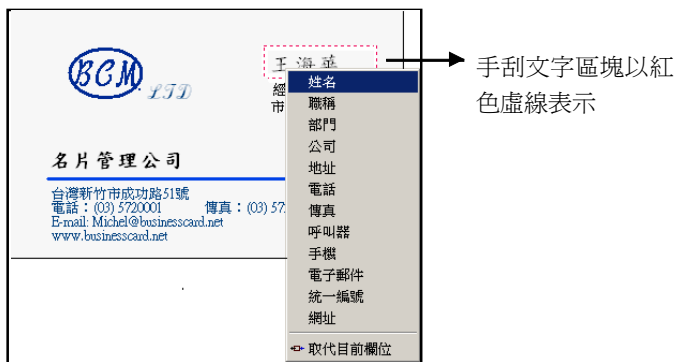 BCM
LTD
王海華
經
市
名片管理公司
台灣新竹市成功路51號
電話：(03) 5720001 傳真：(03) 57
E-mail: Michel@businesscard.net
www.businesscard.net
姓名
職稱
部門
公司
地址
電話
傳真
呼叫器
手機
電子郵件
統一編號
網址
取代目前欄位
手刮文字區塊以紅
色虛線表示